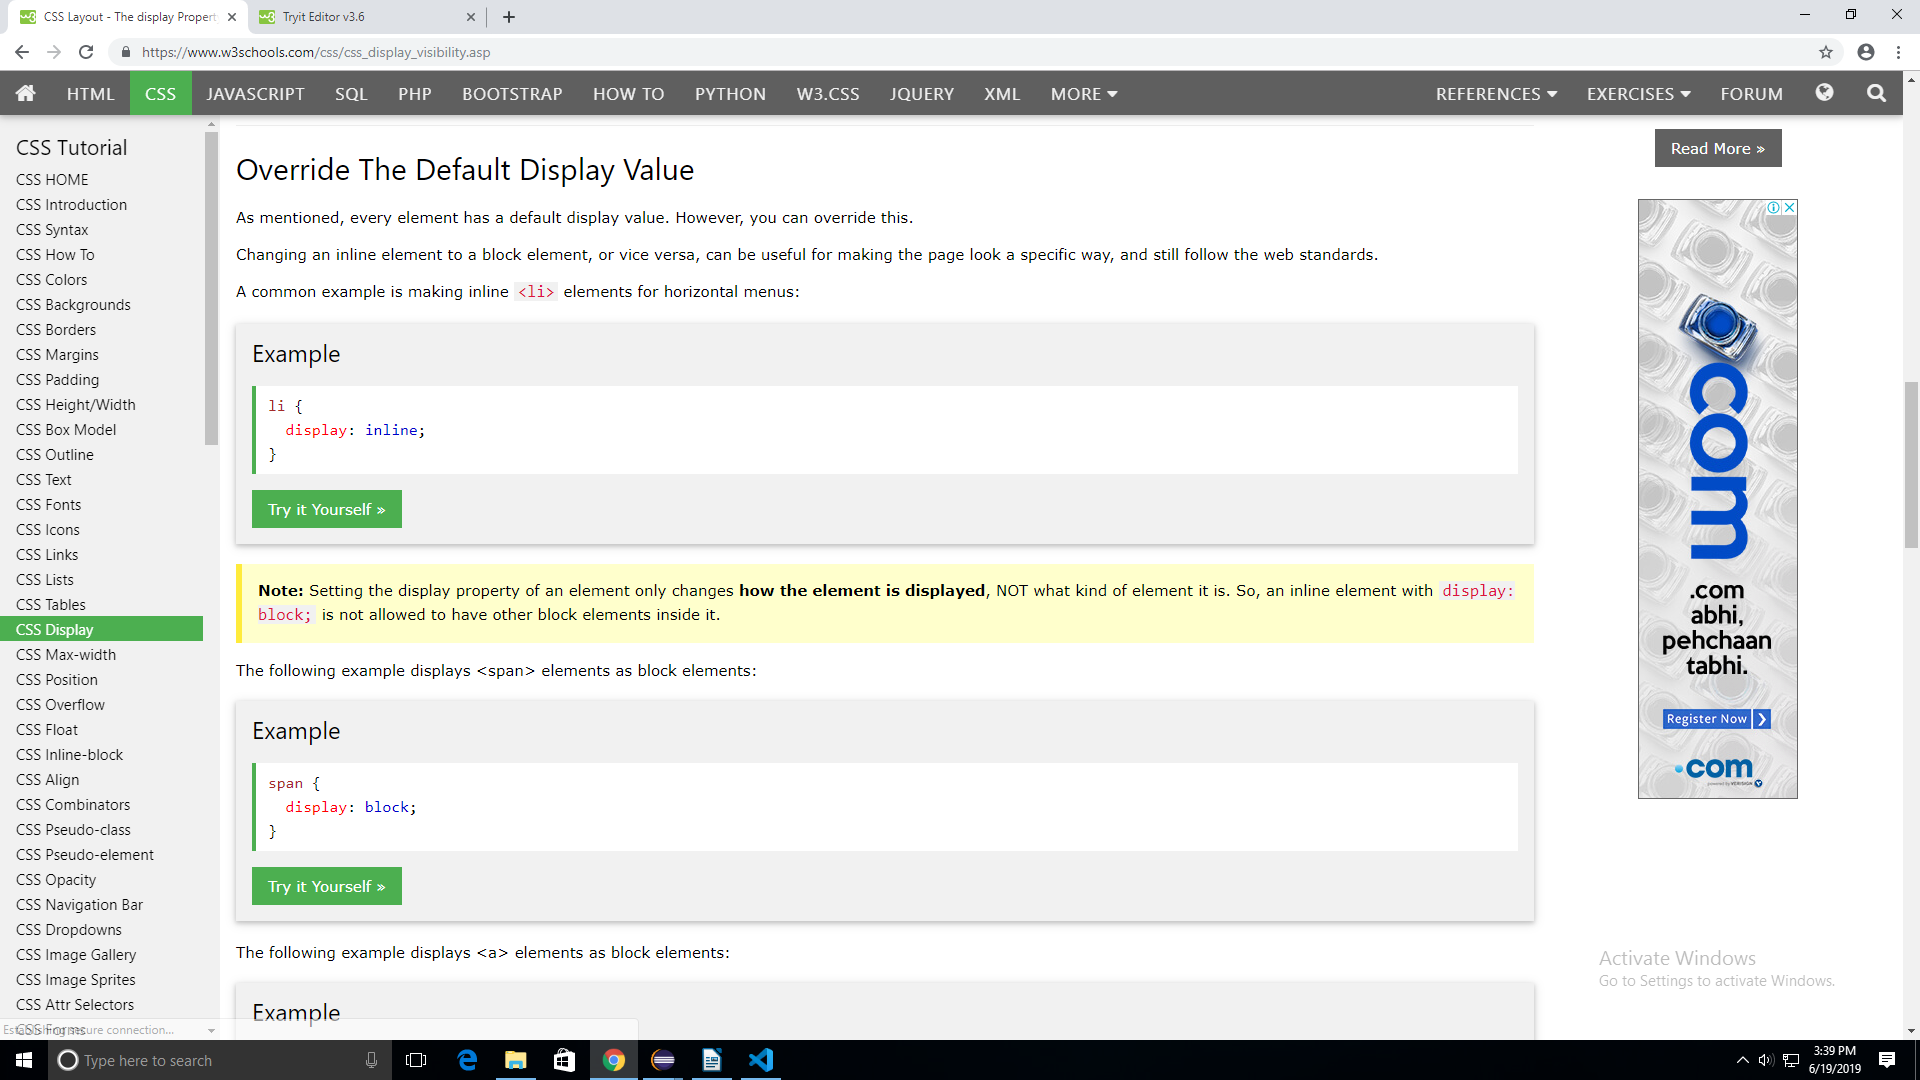 CSS Layout - The display Propert
Tryit Editor v3.6
https://www.w3schools.com/css/css_display_visibility.asp
HTML CSS JAVASCRIPT SQL PHP BOOTSTRAP HOW TO PYTHON W3.CSS JQUERY XML MORE REFERENCES EXERCISES FORUM
CSS Tutorial
CSS HOME
CSS Introduction
CSS Syntax
CSS How To
CSS Colors
CSS Backgrounds
CSS Borders
CSS Margins
CSS Padding
CSS Height/Width
CSS Box Model
CSS Outline
CSS Text
CSS Fonts
CSS Icons
CSS Links
CSS Lists
CSS Tables
CSS Display
CSS Max-width
CSS Position
CSS Overflow
CSS Float
CSS Inline-block
CSS Align
CSS Combinators
CSS Pseudo-class
CSS Pseudo-element
CSS Opacity
CSS Navigation Bar
CSS Dropdowns
CSS Image Gallery
CSS Image Sprites
CSS Attr Selectors
CSS Forms
Establishing secure connection...
Override The Default Display Value
As mentioned, every element has a default display value. However, you can override this.
Changing an inline element to a block element, or vice versa, can be useful for making the page look a specific way, and still follow the web standards.
A common example is making inline <li> elements for horizontal menus:
Example
li {
display: inline;
}
Try it Yourself »
Note: Setting the display property of an element only changes how the element is displayed, NOT what kind of element it is. So, an inline element with display:
block; is not allowed to have other block elements inside it.
The following example displays <span> elements as block elements:
Example
span {
display: block;
}
Try it Yourself »
The following example displays <a> elements as block elements:
Example
Read More »
com
.com
abhi,
pehchaan
tabhi.
Register Now ❯
.com
powered by VERISIGN
Activate Windows
Go to Settings to activate Windows.
Type here to search
3:39 PM
6/19/2019